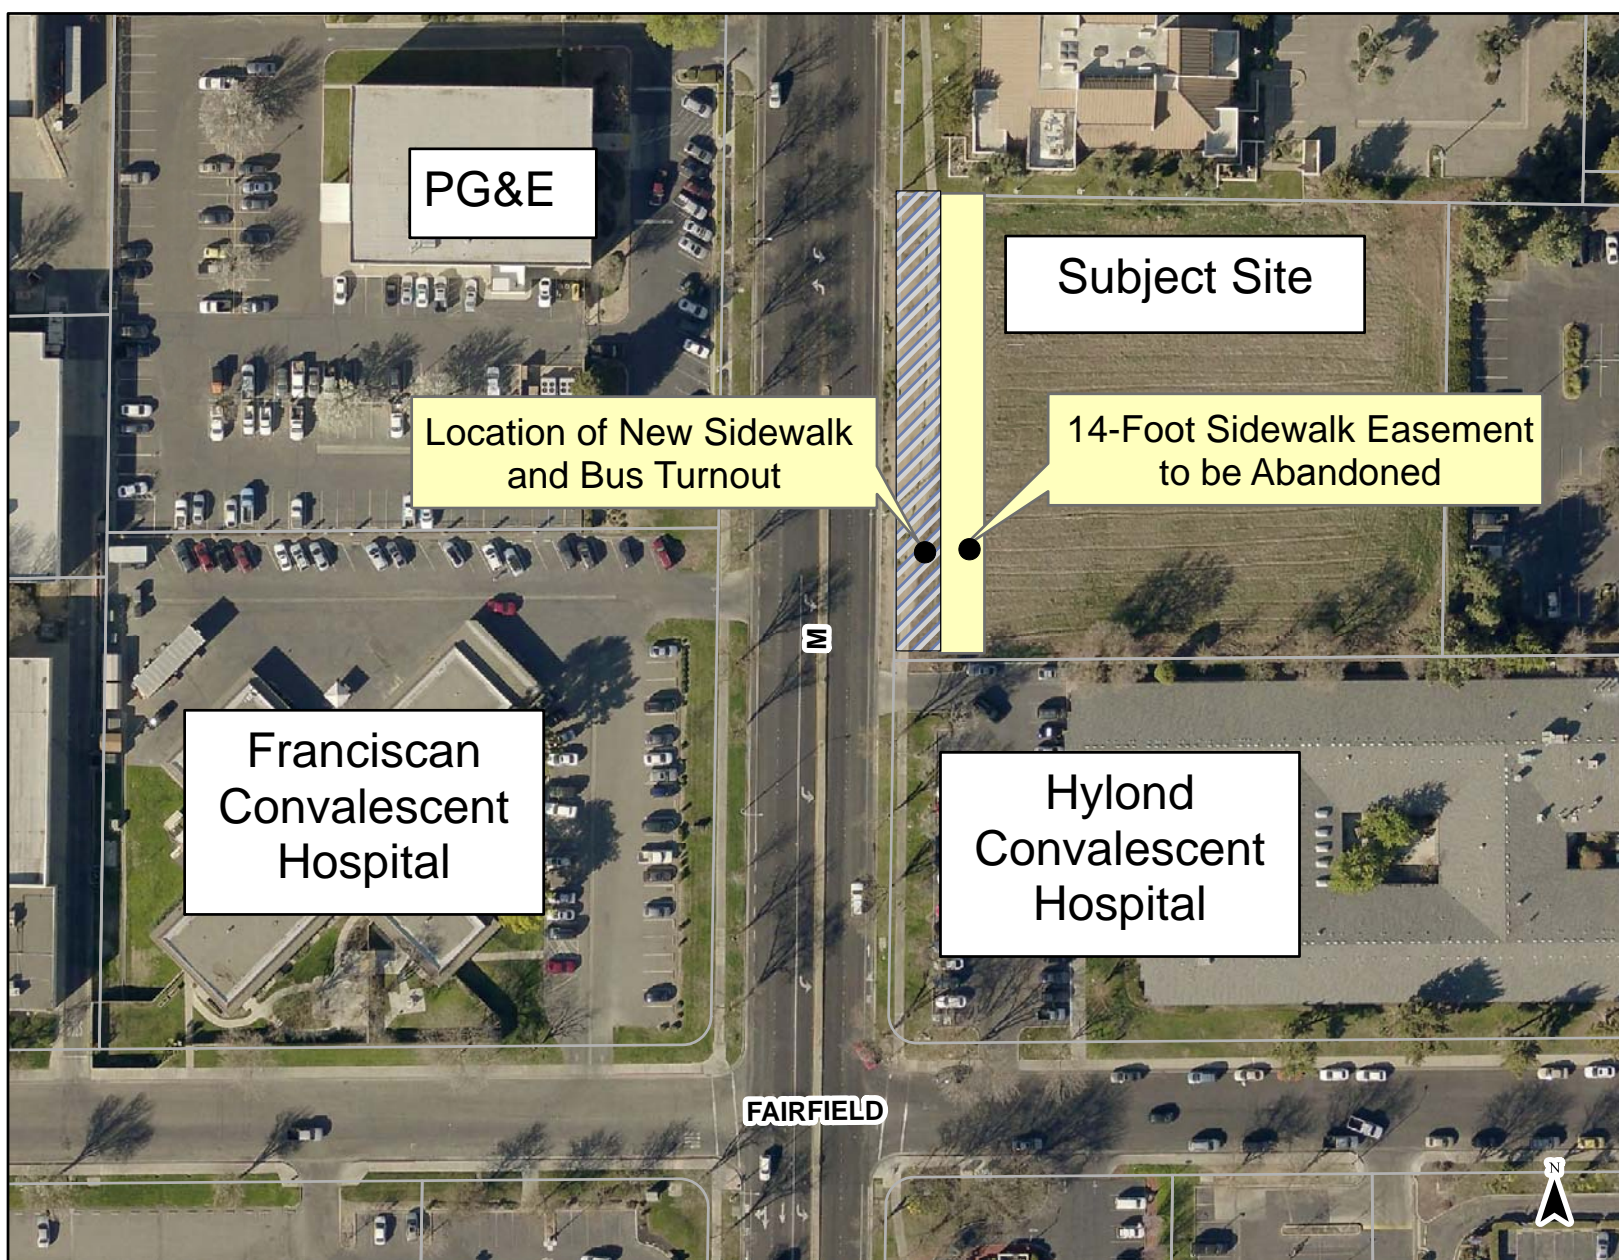 PG&E
Subject Site
Location of New Sidewalk
and Bus Turnout
14-Foot Sidewalk Easement
to be Abandoned
M
Franciscan
Convalescent
Hospital
Hylond
Convalescent
Hospital
FAIRFIELD
N